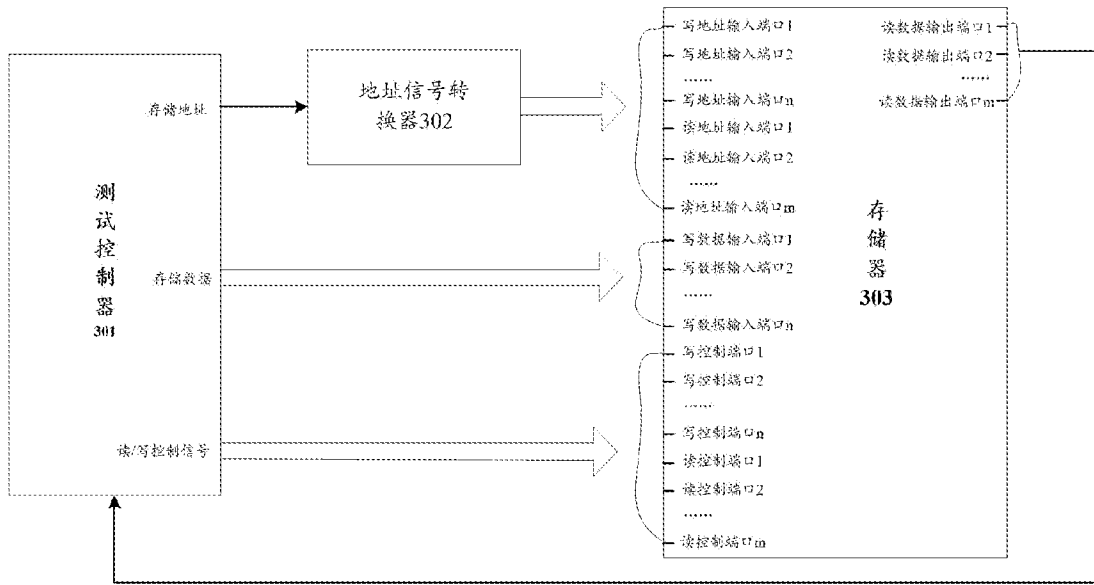 测试控制器301
存储地址
存储数据
读/写控制信号
地址信号转
换器302
写地址输入端口1
写地址输入端口2
......
写地址输入端口n
读地址输入端口1
读地址输入端口2
......
读地址输入端口m
写数据输入端口1
写数据输入端口2
......
写数据输入端口n
写控制端口1
写控制端口2
......
写控制端口n
读控制端口1
读控制端口2
......
读控制端口m
存储器303
读数据输出端口1
读数据输出端口2
......
读数据输出端口m